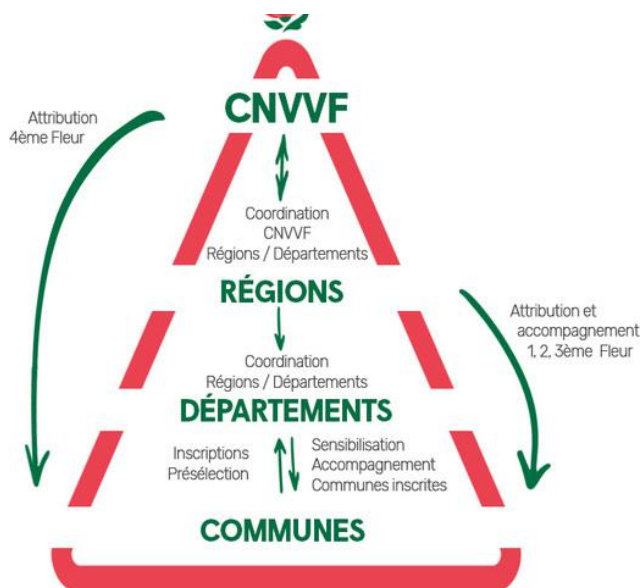 CNVVF
Attribution
4ème Fleur
Coordination
CNVVF
Régions / Départements
RÉGIONS
Attribution et
accompagnement
1, 2, 3ème Fleur
Coordination
Régions / Départements
DÉPARTEMENTS
Inscriptions
Présélection
Sensibilisation
Accompagnement
Communes inscrites
COMMUNES